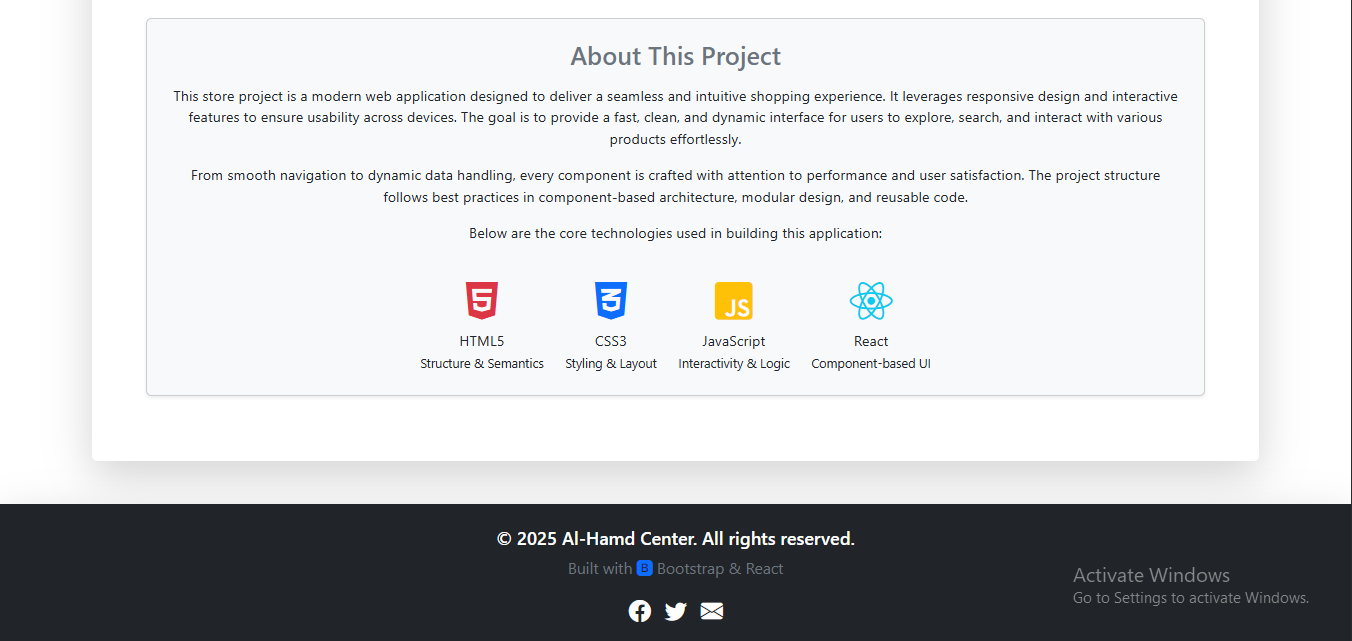 About This Project
This store project is a modern web application designed to deliver a seamless and intuitive shopping experience. It leverages responsive design and interactive
features to ensure usability across devices. The goal is to provide a fast, clean, and dynamic interface for users to explore, search, and interact with various
products effortlessly.
From smooth navigation to dynamic data handling, every component is crafted with attention to performance and user satisfaction. The project structure
follows best practices in component-based architecture, modular design, and reusable code.
Below are the core technologies used in building this application:
5 3 JS
HTML5 CSS3 JavaScript React
Structure & Semantics Styling & Layout Interactivity & Logic Component-based UI
© 2025 Al-Hamd Center. All rights reserved.
Built with B Bootstrap & React
Activate Windows
Go to Settings to activate Windows.